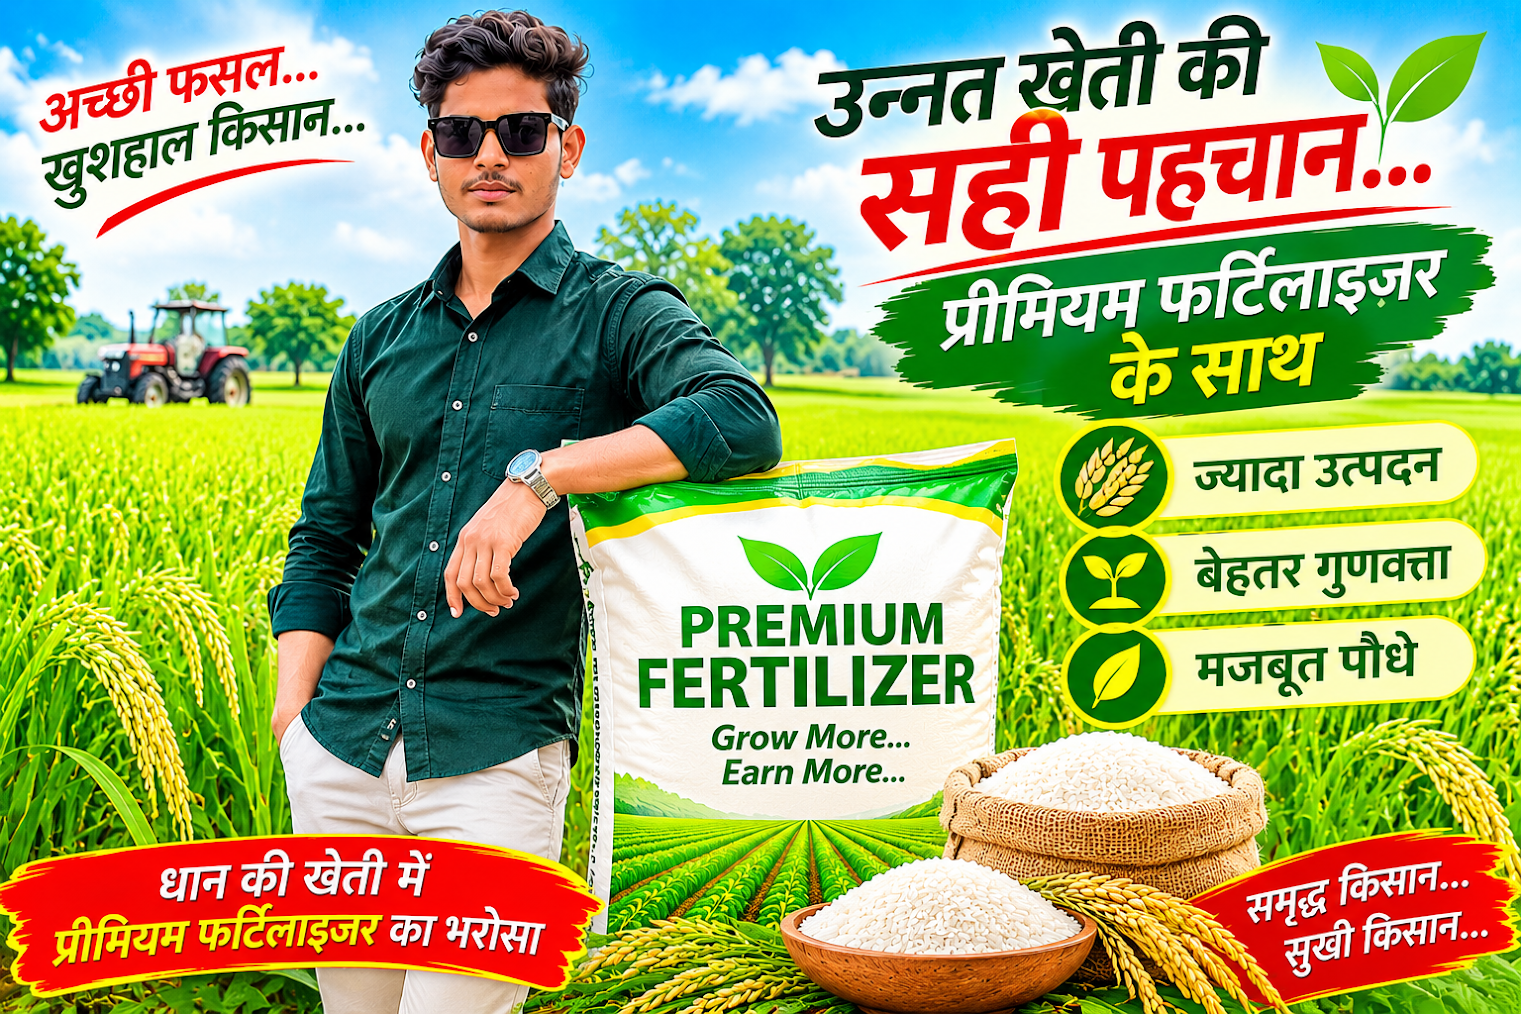 अच्छी फसल...
खुशहाल किसान...
उन्नत खेती की
सही पहचान...
प्रीमियम फर्टिलाइज़र
के साथ
ज्यादा उत्पदन
बेहतर गुणवत्ता
मजबूत पौधे
PREMIUM
FERTILIZER
Grow More...
Earn More...
धान की खेती में
प्रीमियम फर्टिलाइजर का भरोसा
समृद्ध किसान...
सुखी किसान...